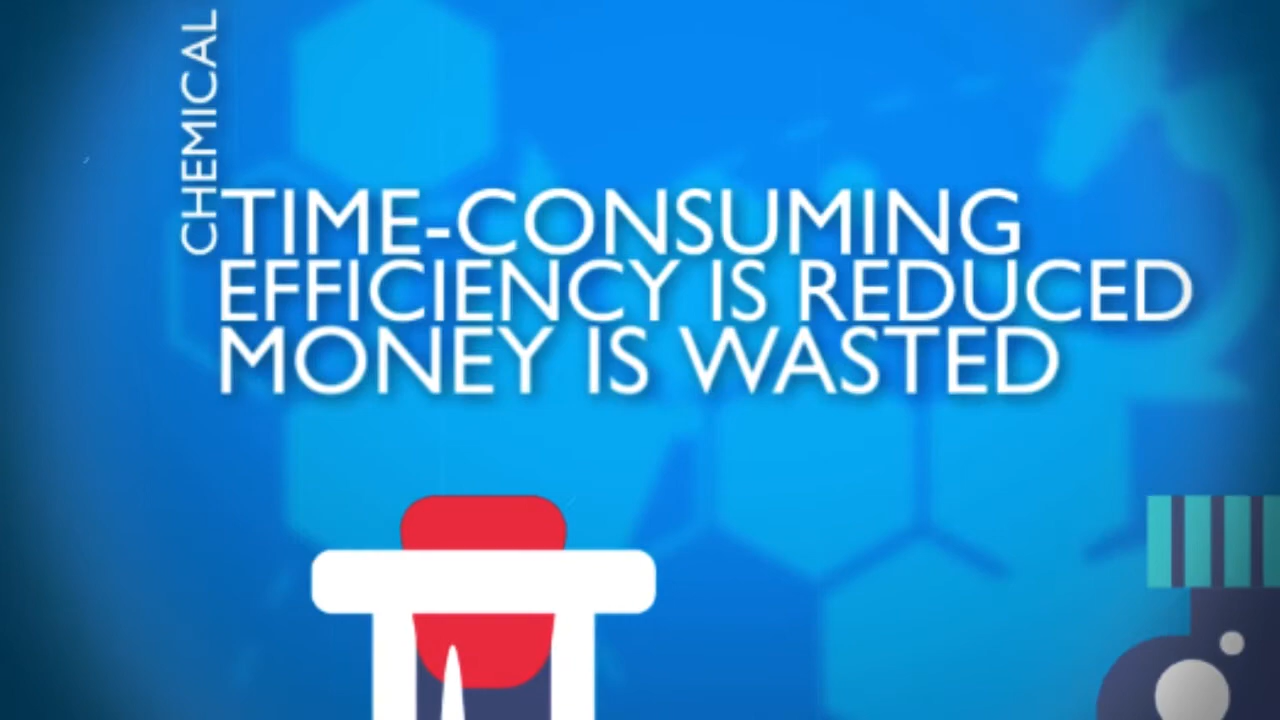 CHEMICAL
TIME-CONSUMING
EFFICIENCY IS REDUCED
MONEY IS WASTED